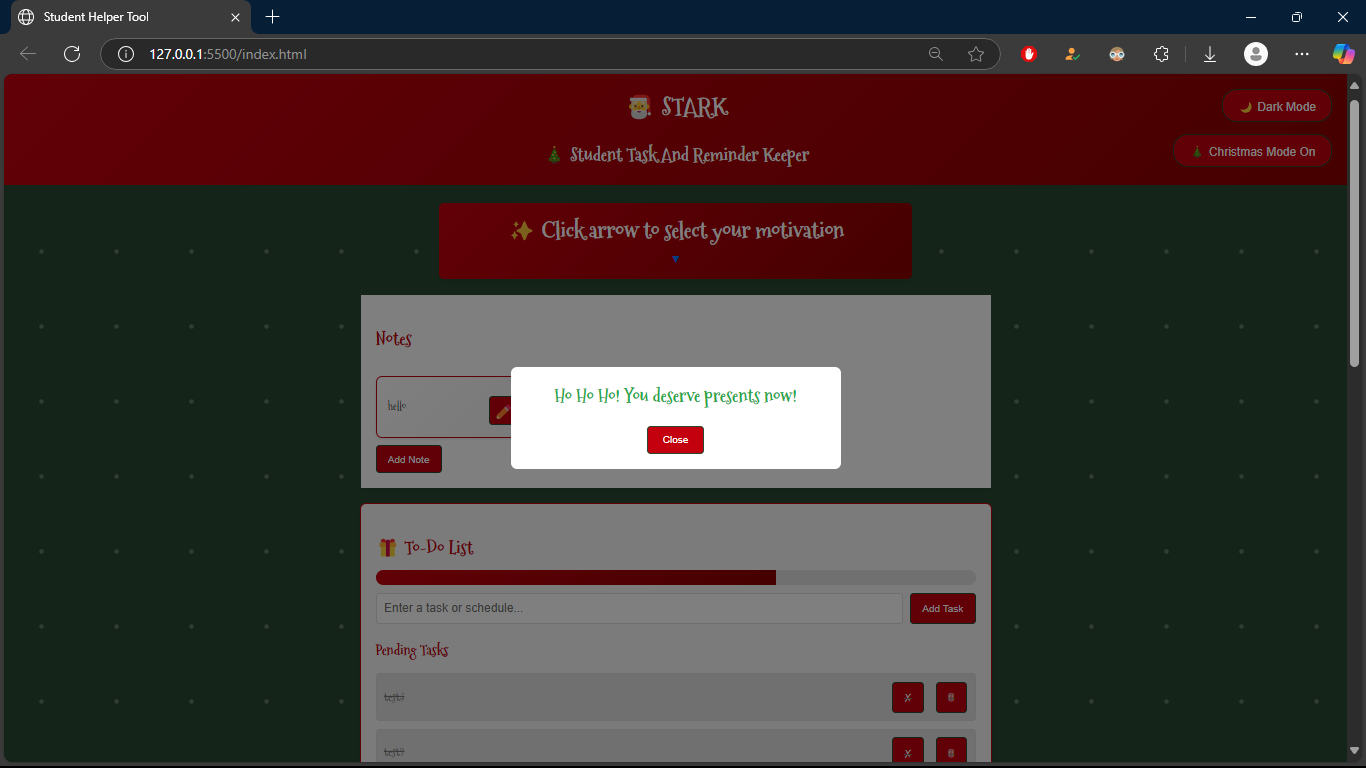 Student Helper Tool
127.0.0.1:5500/index.html
STARK
Dark Mode
Student Task And Reminder Keeper
Christmas Mode On
Click arrow to select your motivation
Notes
Ho Ho Ho! You deserve presents now!
hello
Close
Add Note
To-Do List
Enter a task or schedule...
Add Task
Pending Tasks